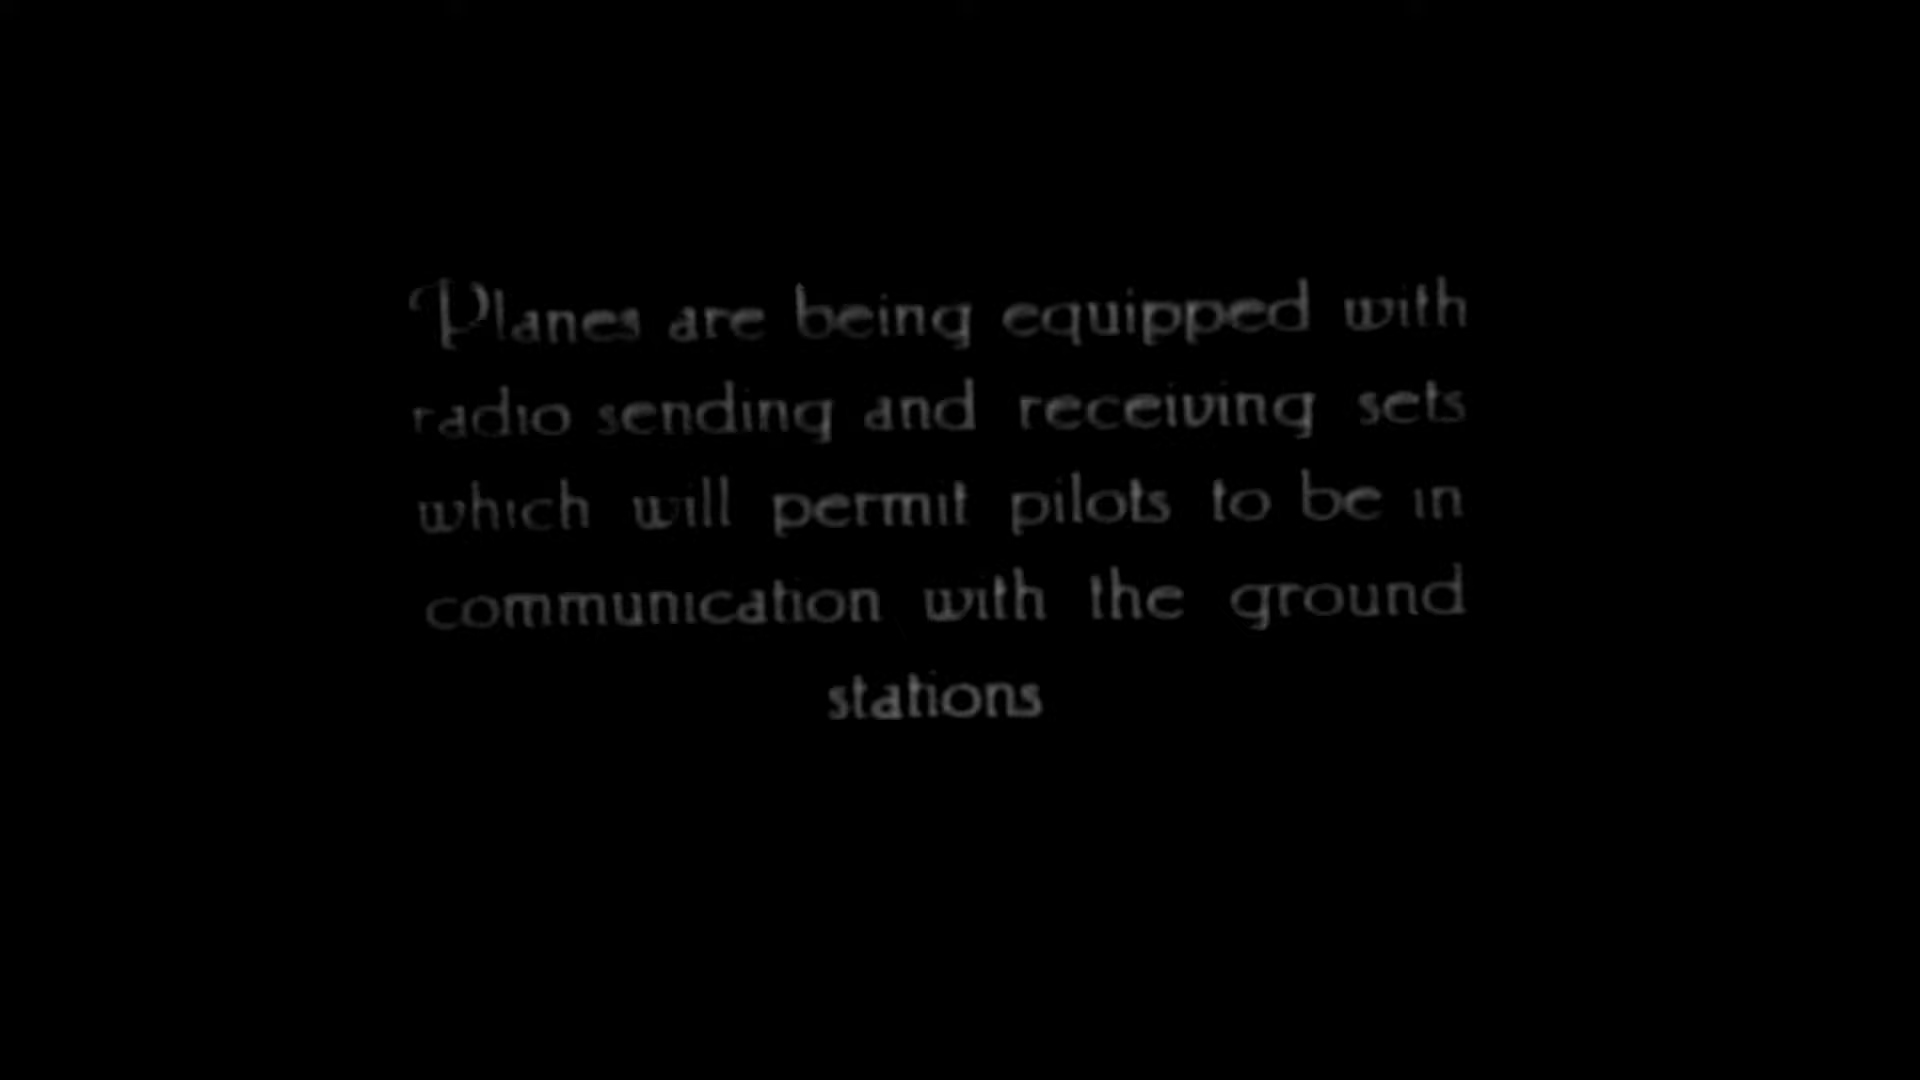 Planes are being equipped with
radio sending and receiving sets
which will permit pilots to be in
communication with the ground
stations